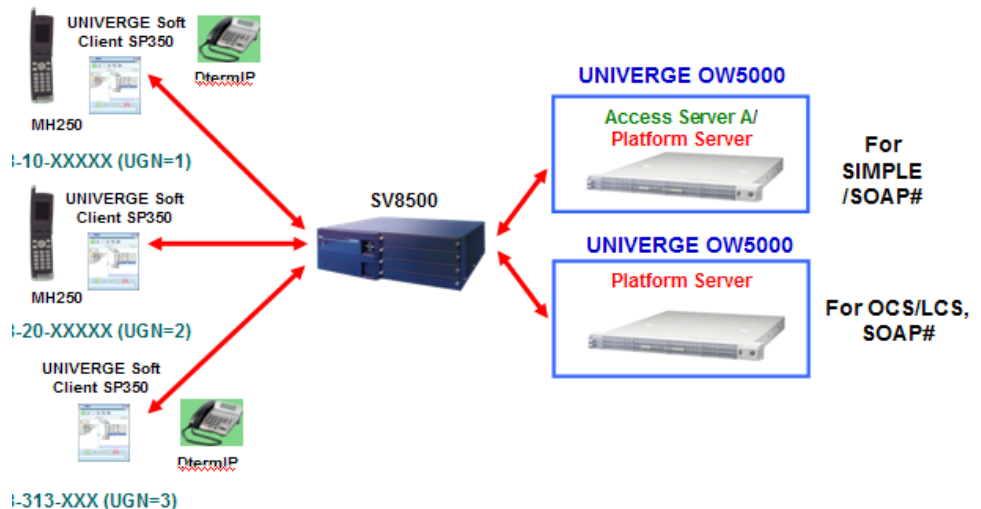 UNIVERGE Soft
Client SP350
DtermIP
MH250
-10-XXXXX (UGN=1)
UNIVERGE Soft
Client SP350
MH250
-20-XXXXX (UGN=2)
UNIVERGE Soft
Client SP350
DtermIP
-313-XXX (UGN=3)
SV8500
UNIVERGE OW5000
Access Server A/
Platform Server
For
SIMPLE
/SOAP#
UNIVERGE OW5000
Platform Server
For OCS/LCS,
SOAP#